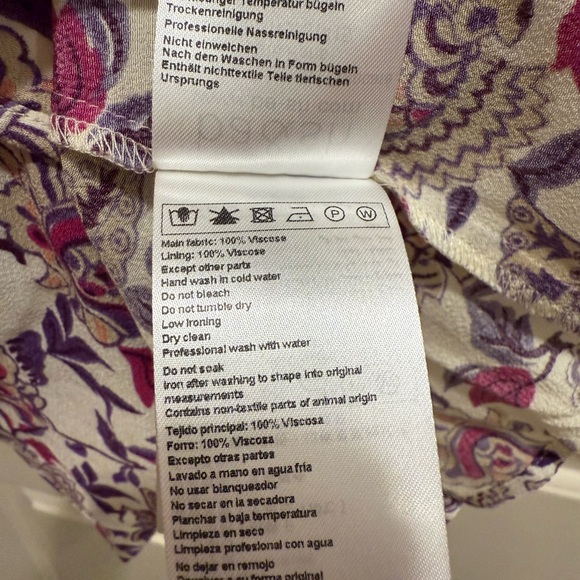 Temperatur bügeln
Trockenreinigung
Professionelle Nassreinigung
Nicht einweichen
Nach dem Waschen in Form bügeln
Enthält nichttextile Teile tierischen
Ursprungs
P W
Main fabric: 100% Viscose
Lining: 100% Viscose
Except other parts
Hand wash in cold water
Do not bleach
Do not tumble dry
Low Ironing
Dry clean
Professional wash with water
Do not soak
Iron after washing to shape into original
measurements
Contains non-textile parts of animal origin
Tejido principal: 100% Viscosa
Forro: 100% Viscosa
Excepto otras partes
Lavado a mano en agua fría
No usar blanqueador
No secar en la secadora
Planchar a baja temperatura
Limpieza en seco
Limpieza profesional con agua
No dejar en remojo